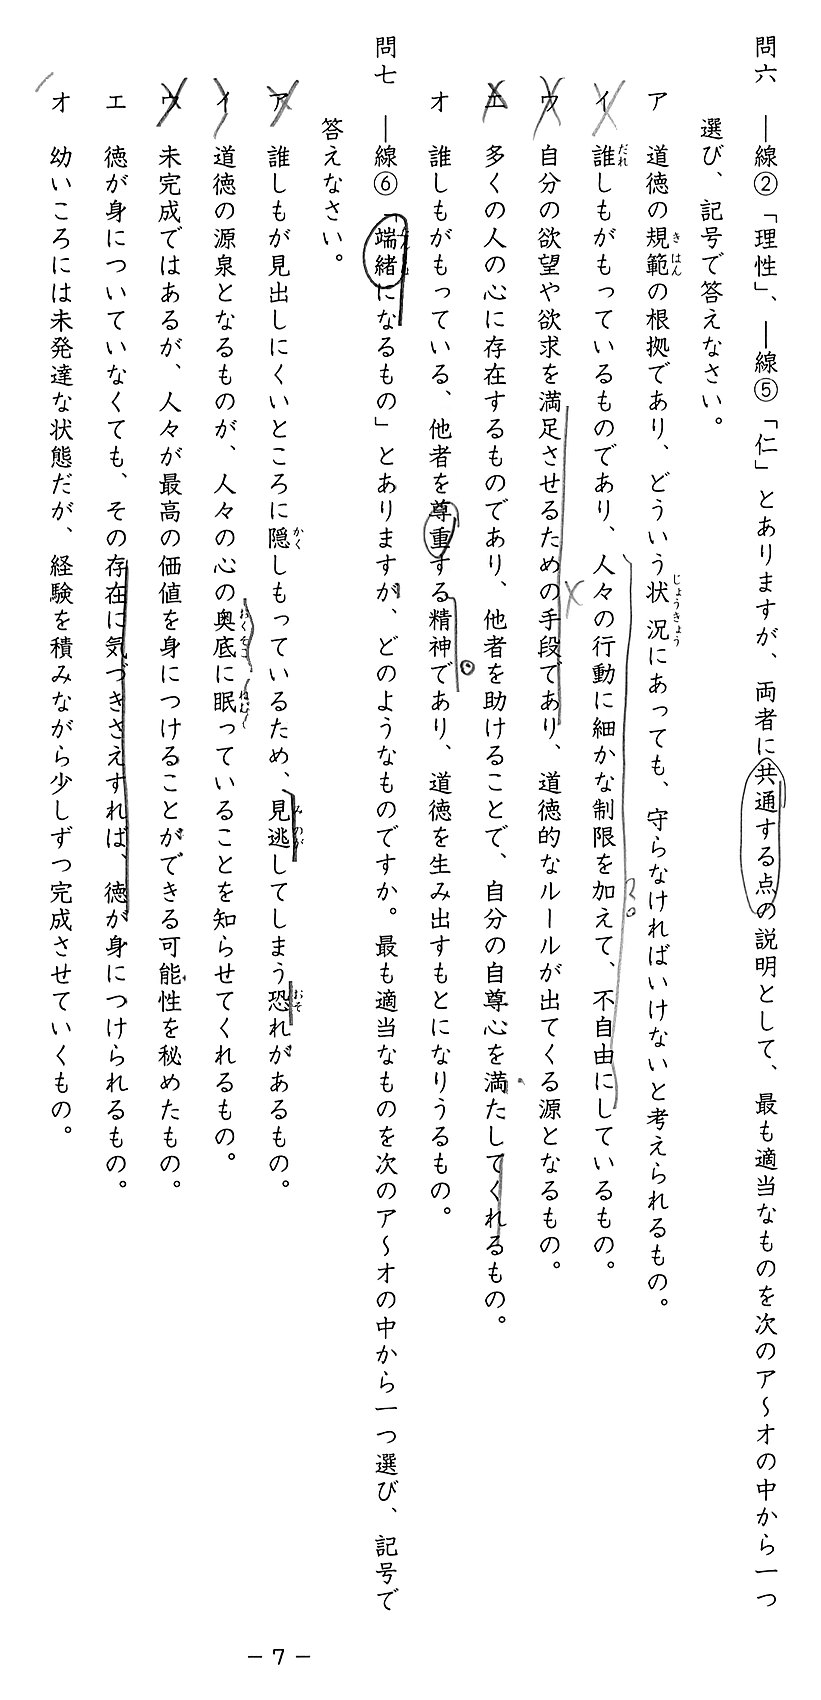 問六　―線②「理性」、―線⑤「仁」とありますが、両者に共通する点の説明として、最も適当なものを次のア～オの中から一つ
選び、記号で答えなさい。
ア　道徳の規範の根拠であり、どういう状況にあっても、守らなければいけないと考えられるもの。
イ　誰しもがもっているものであり、人々の行動に細かな制限を加えて、不自由にしているもの。
ウ　自分の欲望や欲求を満足させるための手段であり、道徳的なルールが出てくる源となるもの。
エ　多くの人の心に存在するものであり、他者を助けることで、自分の自尊心を満たしてくれるもの。
オ　誰しもがもっている、他者を尊重する精神であり、道徳を生み出すもとになりうるもの。
問七　―線⑥「端緒になるもの」とありますが、どのようなものですか。最も適当なものを次のア～オの中から一つ選び、記号で
答えなさい。
ア　誰しもが見出しにくいところに隠しもっているため、見逃してしまう恐れがあるもの。
イ　道徳の源泉となるものが、人々の心の奥底に眠っていることを知らせてくれるもの。
ウ　未完成ではあるが、人々が最高の価値を身につけることができる可能性を秘めたもの。
エ　徳が身についていなくても、その存在に気づきさえすれば、徳が身につけられるもの。
オ　幼いころには未発達な状態だが、経験を積みながら少しずつ完成させていくもの。
－７－